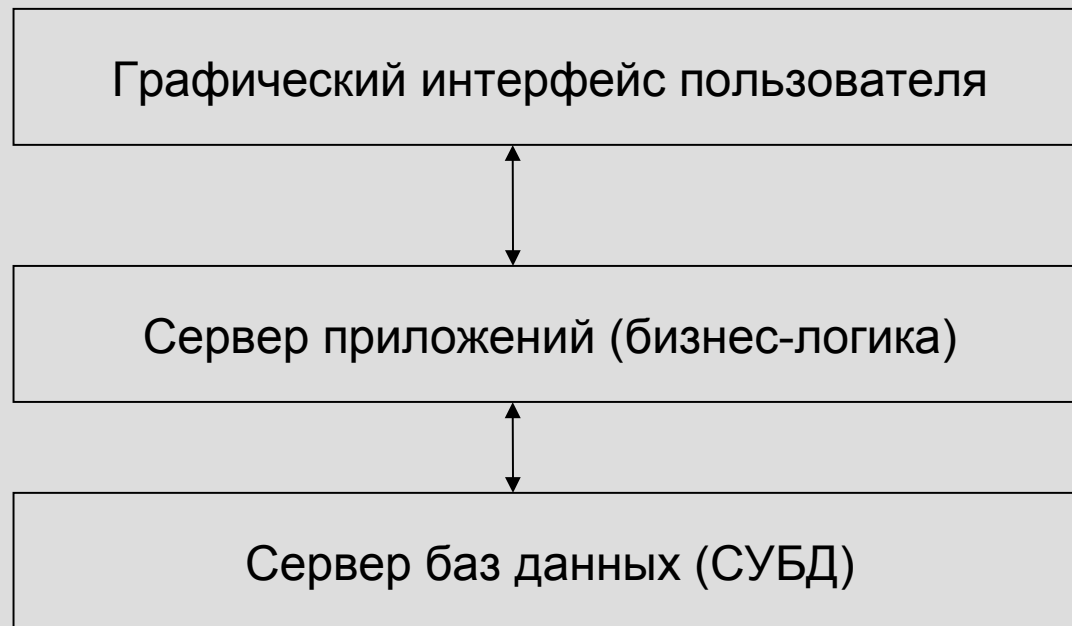 Графический интерфейс пользователя
Сервер приложений (бизнес-логика)
Сервер баз данных (СУБД)